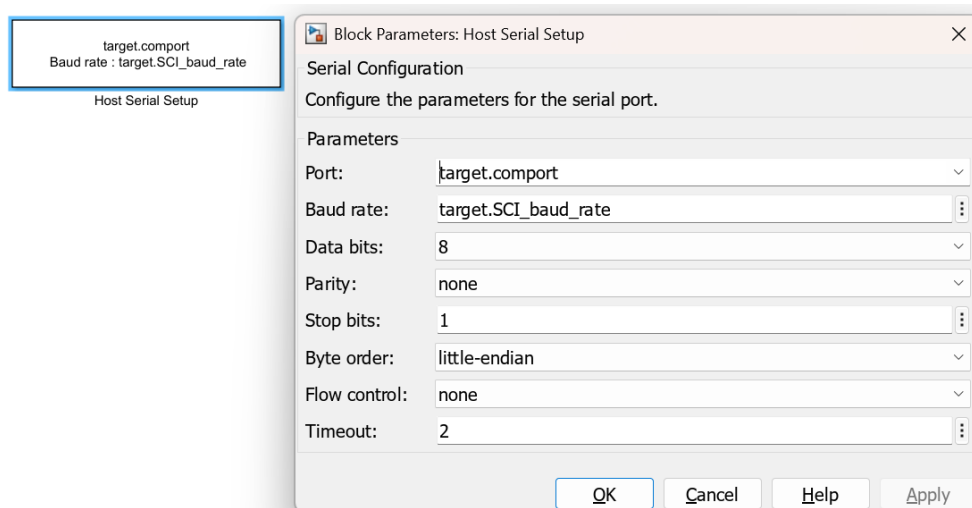 target.comport
Baud rate : target.SCI_baud_rate
Host Serial Setup
Block Parameters: Host Serial Setup
Serial Configuration
Configure the parameters for the serial port.
Parameters
Port: target.comport
Baud rate: target.SCI_baud_rate
Data bits: 8
Parity: none
Stop bits: 1
Byte order: little-endian
Flow control: none
Timeout: 2
OK Cancel Help Apply